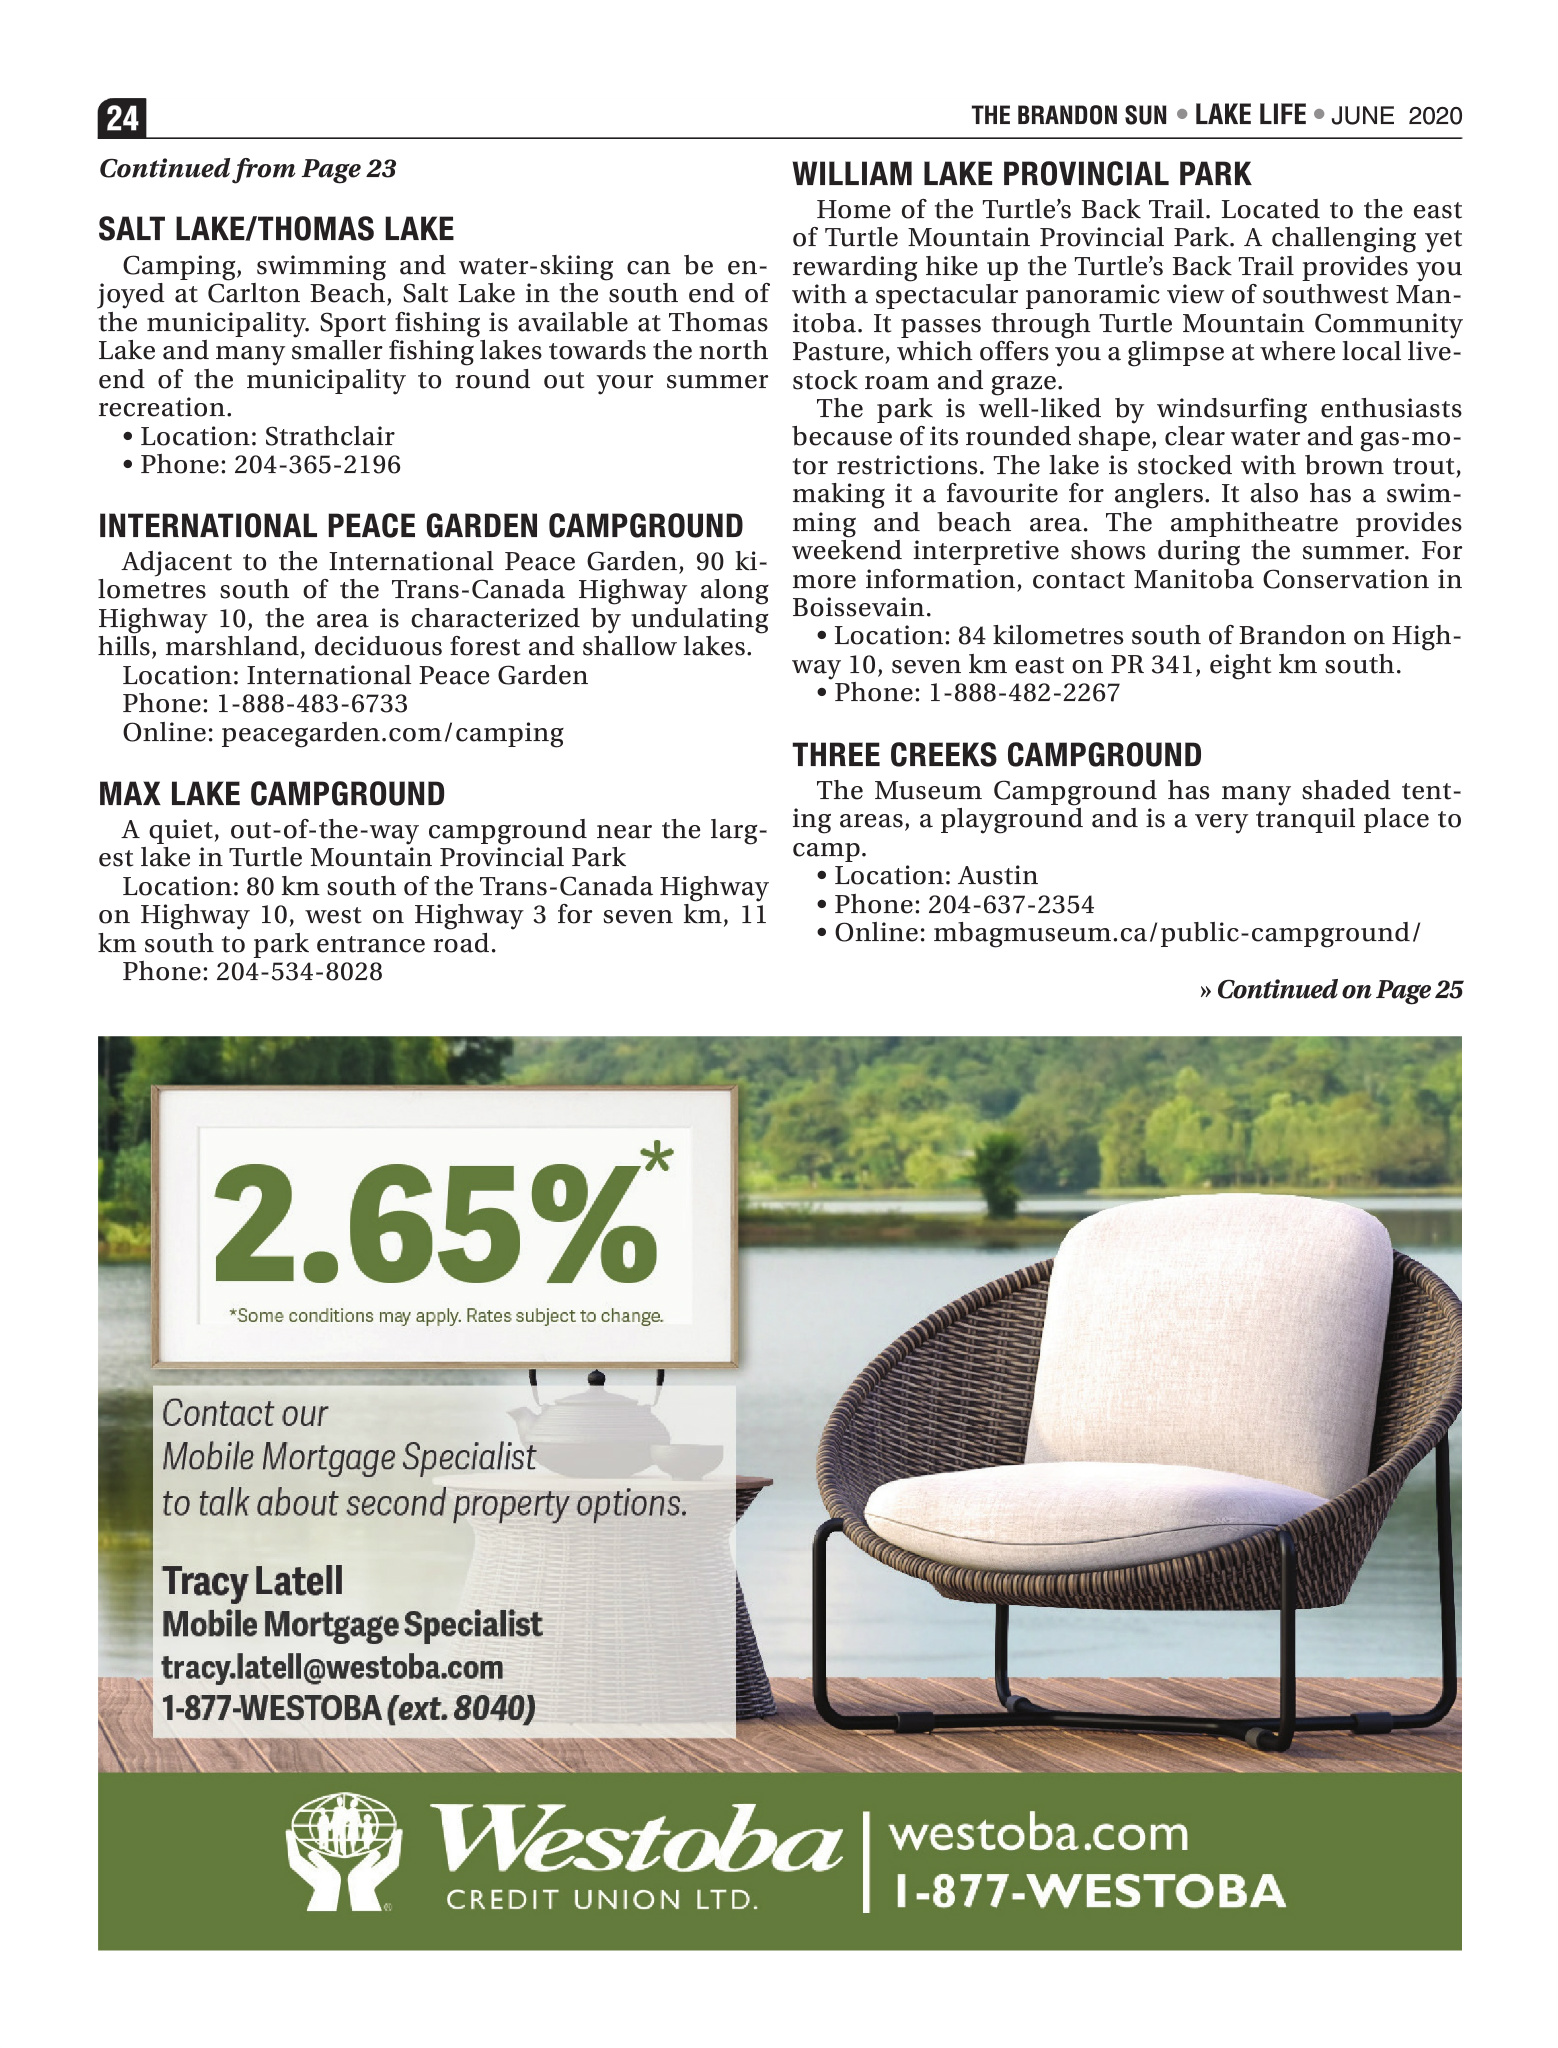 24
THE BRANDON SUN • LAKE LIFE • JUNE 2020
Continued from Page 23
SALT LAKE/THOMAS LAKE
Camping, swimming and water-skiing can be en-
joyed at Carlton Beach, Salt Lake in the south end of
the municipality. Sport fishing is available at Thomas
Lake and many smaller fishing lakes towards the north
end of the municipality to round out your summer
recreation.
• Location: Strathclair
• Phone: 204-365-2196
INTERNATIONAL PEACE GARDEN CAMPGROUND
Adjacent to the International Peace Garden, 90 ki-
lometres south of the Trans-Canada Highway along
Highway 10, the area is characterized by undulating
hills, marshland, deciduous forest and shallow lakes.
Location: International Peace Garden
Phone: 1-888-483-6733
Online: peacegarden.com/camping
MAX LAKE CAMPGROUND
A quiet, out-of-the-way campground near the larg-
est lake in Turtle Mountain Provincial Park
Location: 80 km south of the Trans-Canada Highway
on Highway 10, west on Highway 3 for seven km, 11
km south to park entrance road.
Phone: 204-534-8028
WILLIAM LAKE PROVINCIAL PARK
Home of the Turtle’s Back Trail. Located to the east
of Turtle Mountain Provincial Park. A challenging yet
rewarding hike up the Turtle’s Back Trail provides you
with a spectacular panoramic view of southwest Man-
itoba. It passes through Turtle Mountain Community
Pasture, which offers you a glimpse at where local live-
stock roam and graze.
The park is well-liked by windsurfing enthusiasts
because of its rounded shape, clear water and gas-mo-
tor restrictions. The lake is stocked with brown trout,
making it a favourite for anglers. It also has a swim-
ming and beach area. The amphitheatre provides
weekend interpretive shows during the summer. For
more information, contact Manitoba Conservation in
Boissevain.
• Location: 84 kilometres south of Brandon on High-
way 10, seven km east on PR 341, eight km south.
• Phone: 1-888-482-2267
THREE CREEKS CAMPGROUND
The Museum Campground has many shaded tent-
ing areas, a playground and is a very tranquil place to
camp.
• Location: Austin
• Phone: 204-637-2354
• Online: mbagmuseum.ca/public-campground/
» Continued on Page 25
2.65%*
*Some conditions may apply. Rates subject to change.
Contact our
Mobile Mortgage Specialist
to talk about second property options.
Tracy Latell
Mobile Mortgage Specialist
tracy.latell@westoba.com
1-877-WESTOBA (ext. 8040)
Westoba
CREDIT UNION LTD.
®
westoba.com
1-877-WESTOBA